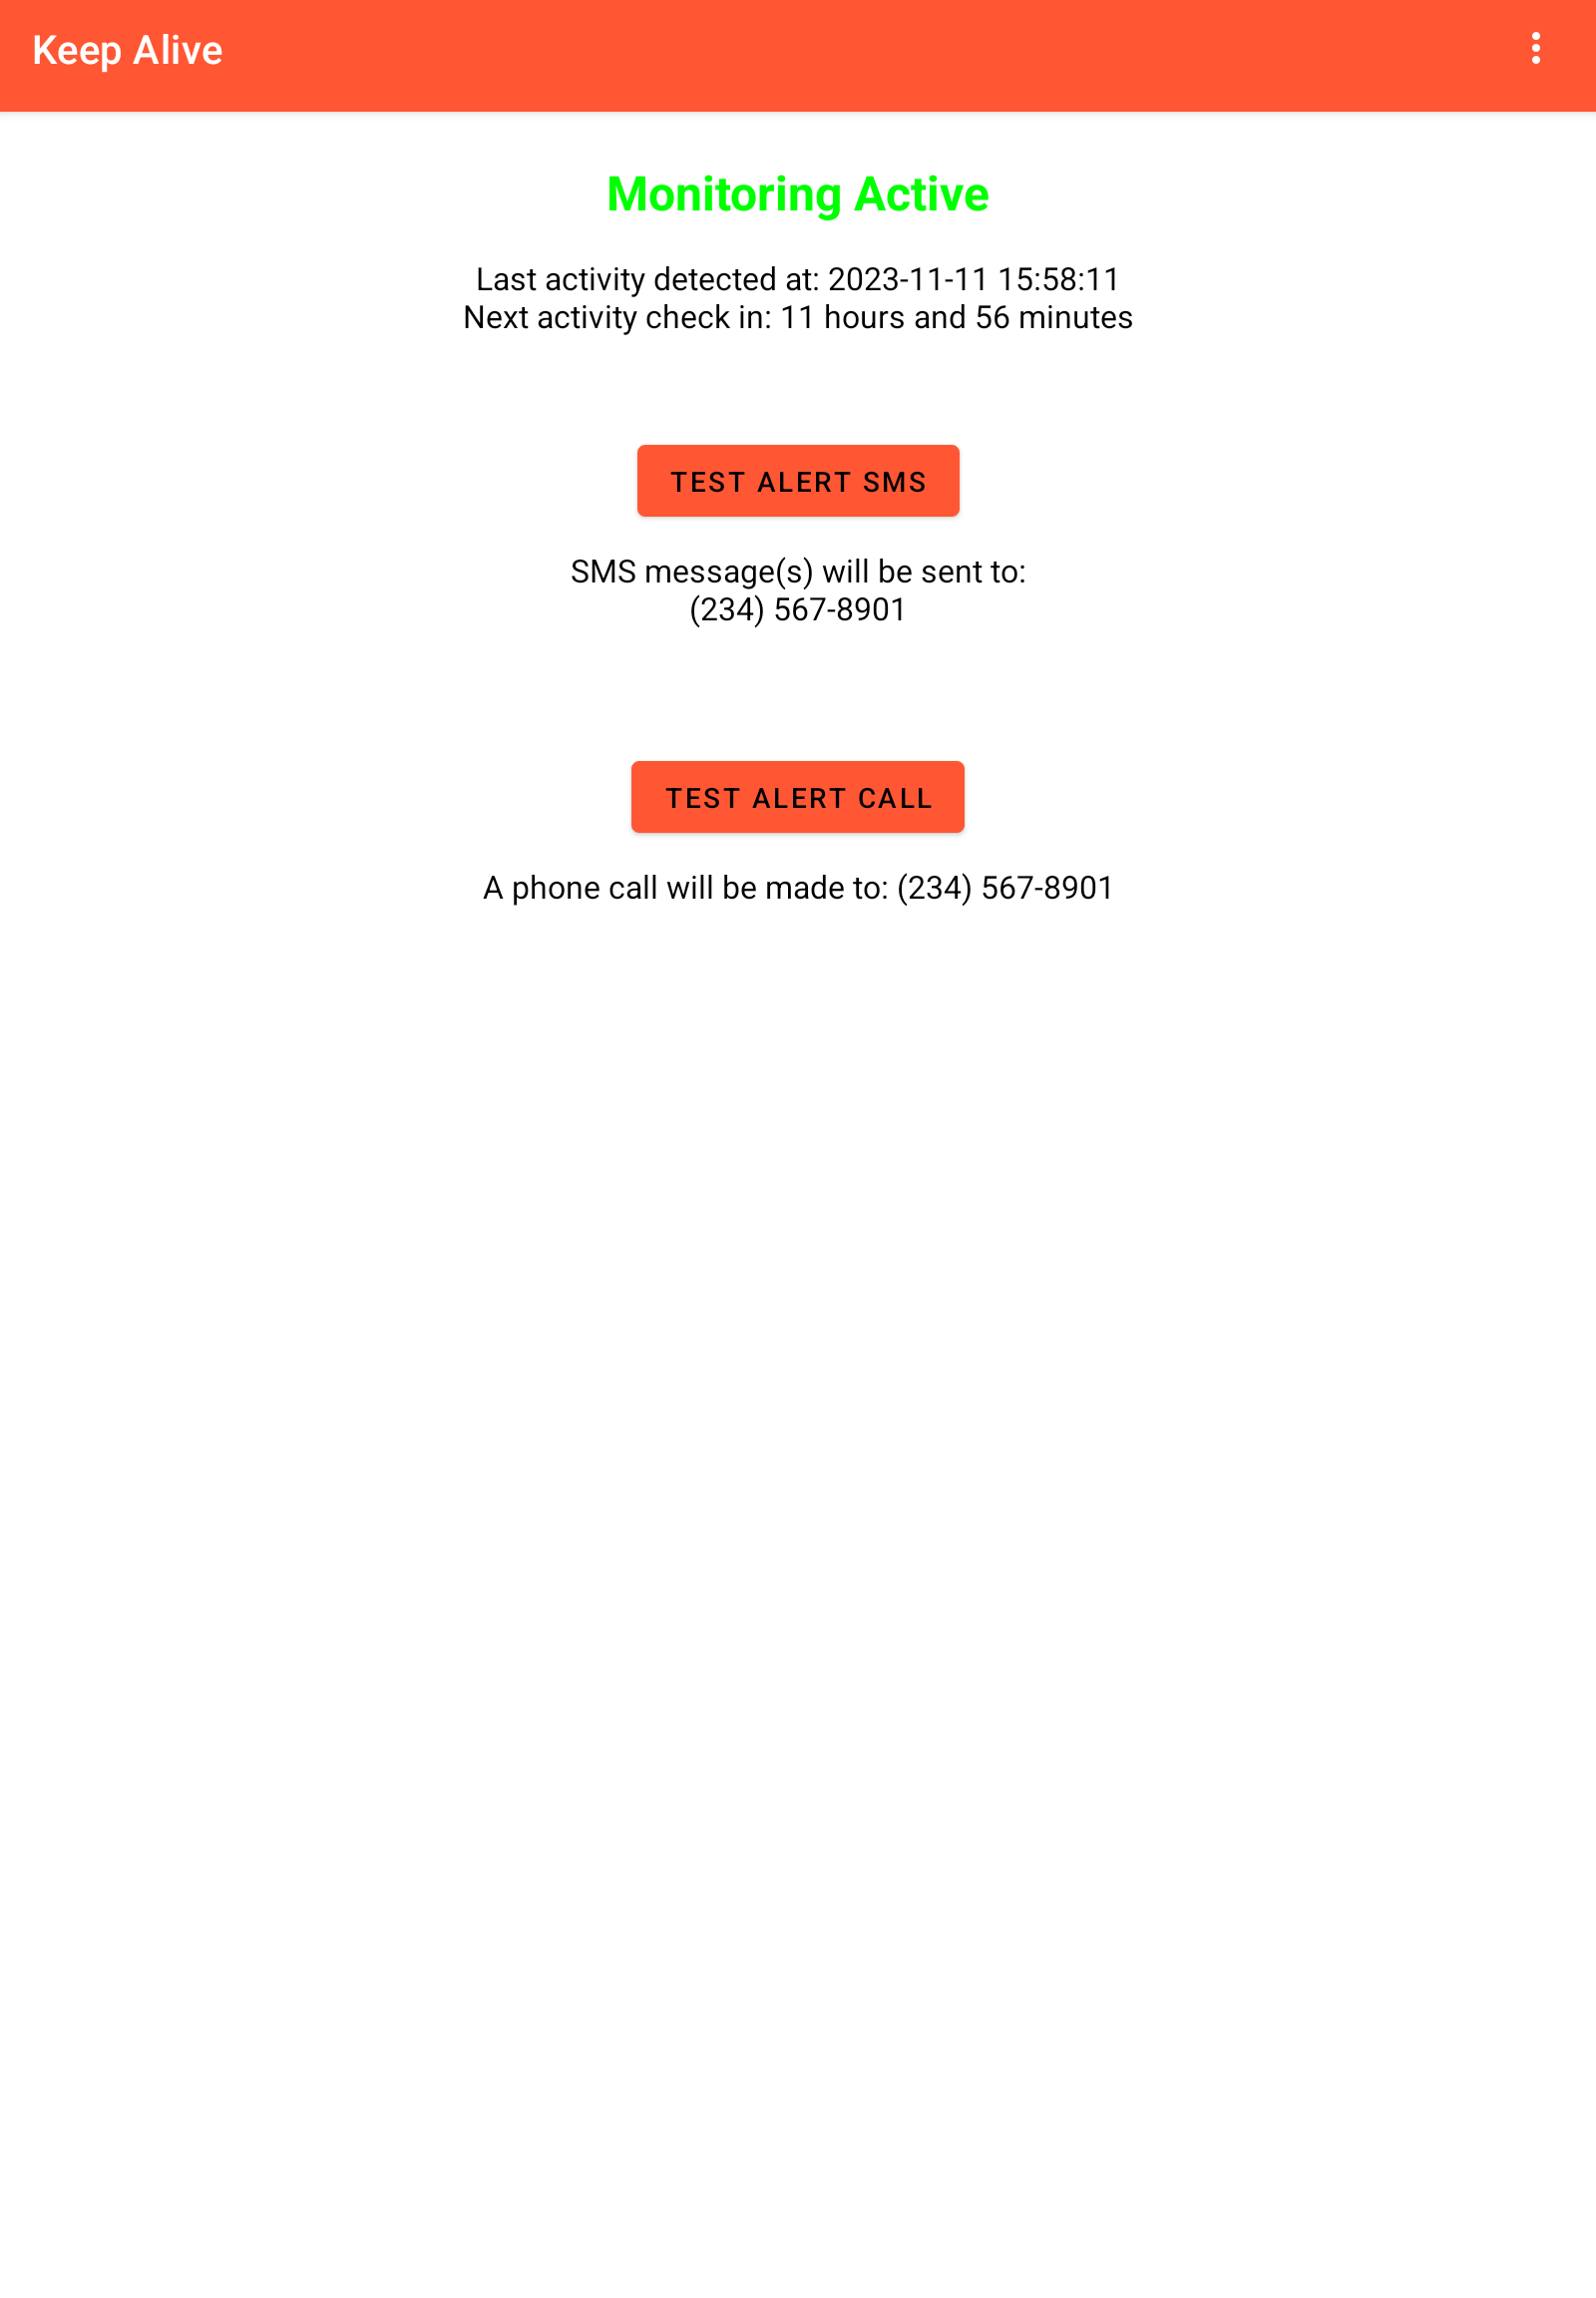 Keep Alive
Monitoring Active
Last activity detected at: 2023-11-11 15:58:11
Next activity check in: 11 hours and 56 minutes
TEST ALERT SMS
SMS message(s) will be sent to:
(234) 567-8901
TEST ALERT CALL
A phone call will be made to: (234) 567-8901